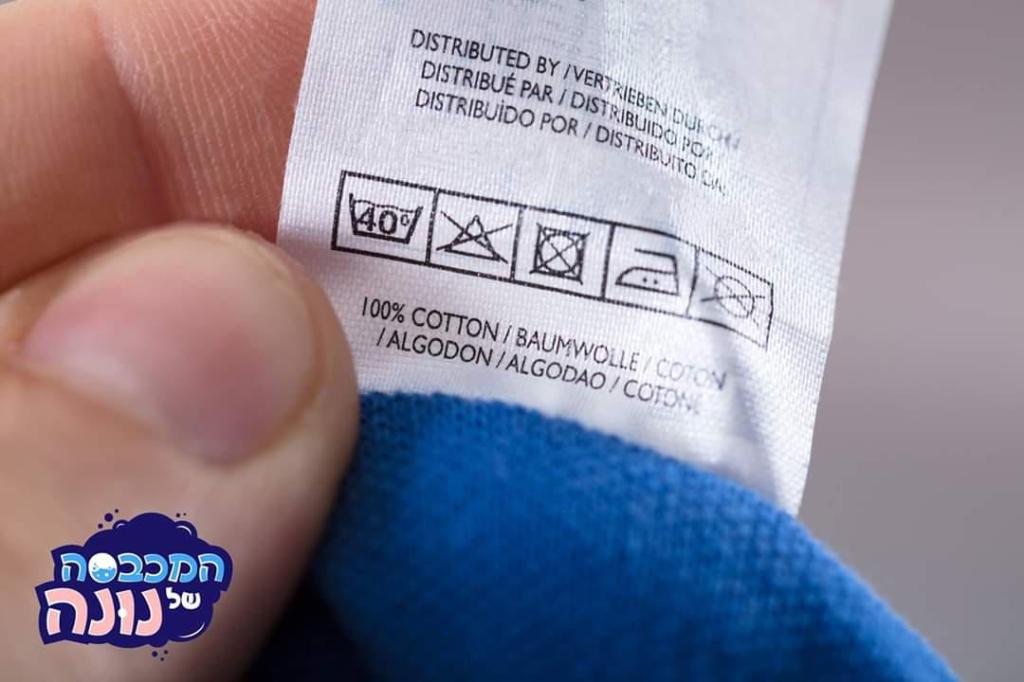 DISTRIBUTED BY / VERTRIEBEN DURCH /
DISTRIBUÉ PAR / DISTRIBUIDO POR /
DISTRIBUÍDO POR / DISTRIBUITO DA:
40°
100% COTTON / BAUMWOLLE / COTON
/ ALGODON / ALGODAO / COTONE
המכבסה
של נונה